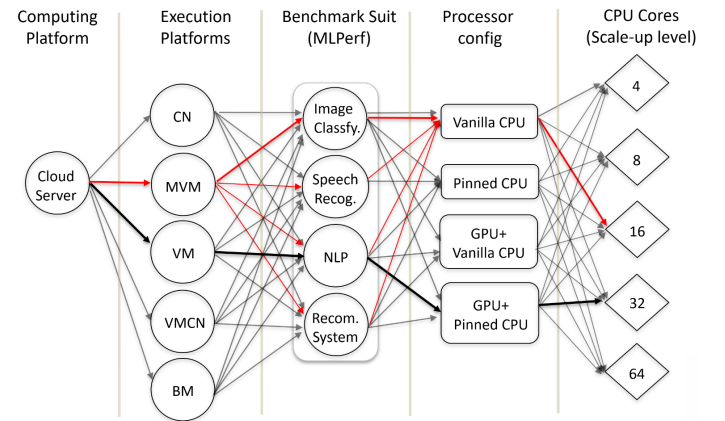 Computing
Platform
Execution
Platforms
Benchmark Suit
(MLPerf)
Processor
config
CPU Cores
(Scale-up level)
Cloud
Server
CN
MVM
VM
VMCN
BM
Image
Classfy.
Speech
Recog.
NLP
Recom.
System
Vanilla CPU
Pinned CPU
GPU+
Vanilla CPU
GPU+
Pinned CPU
4
8
16
32
64